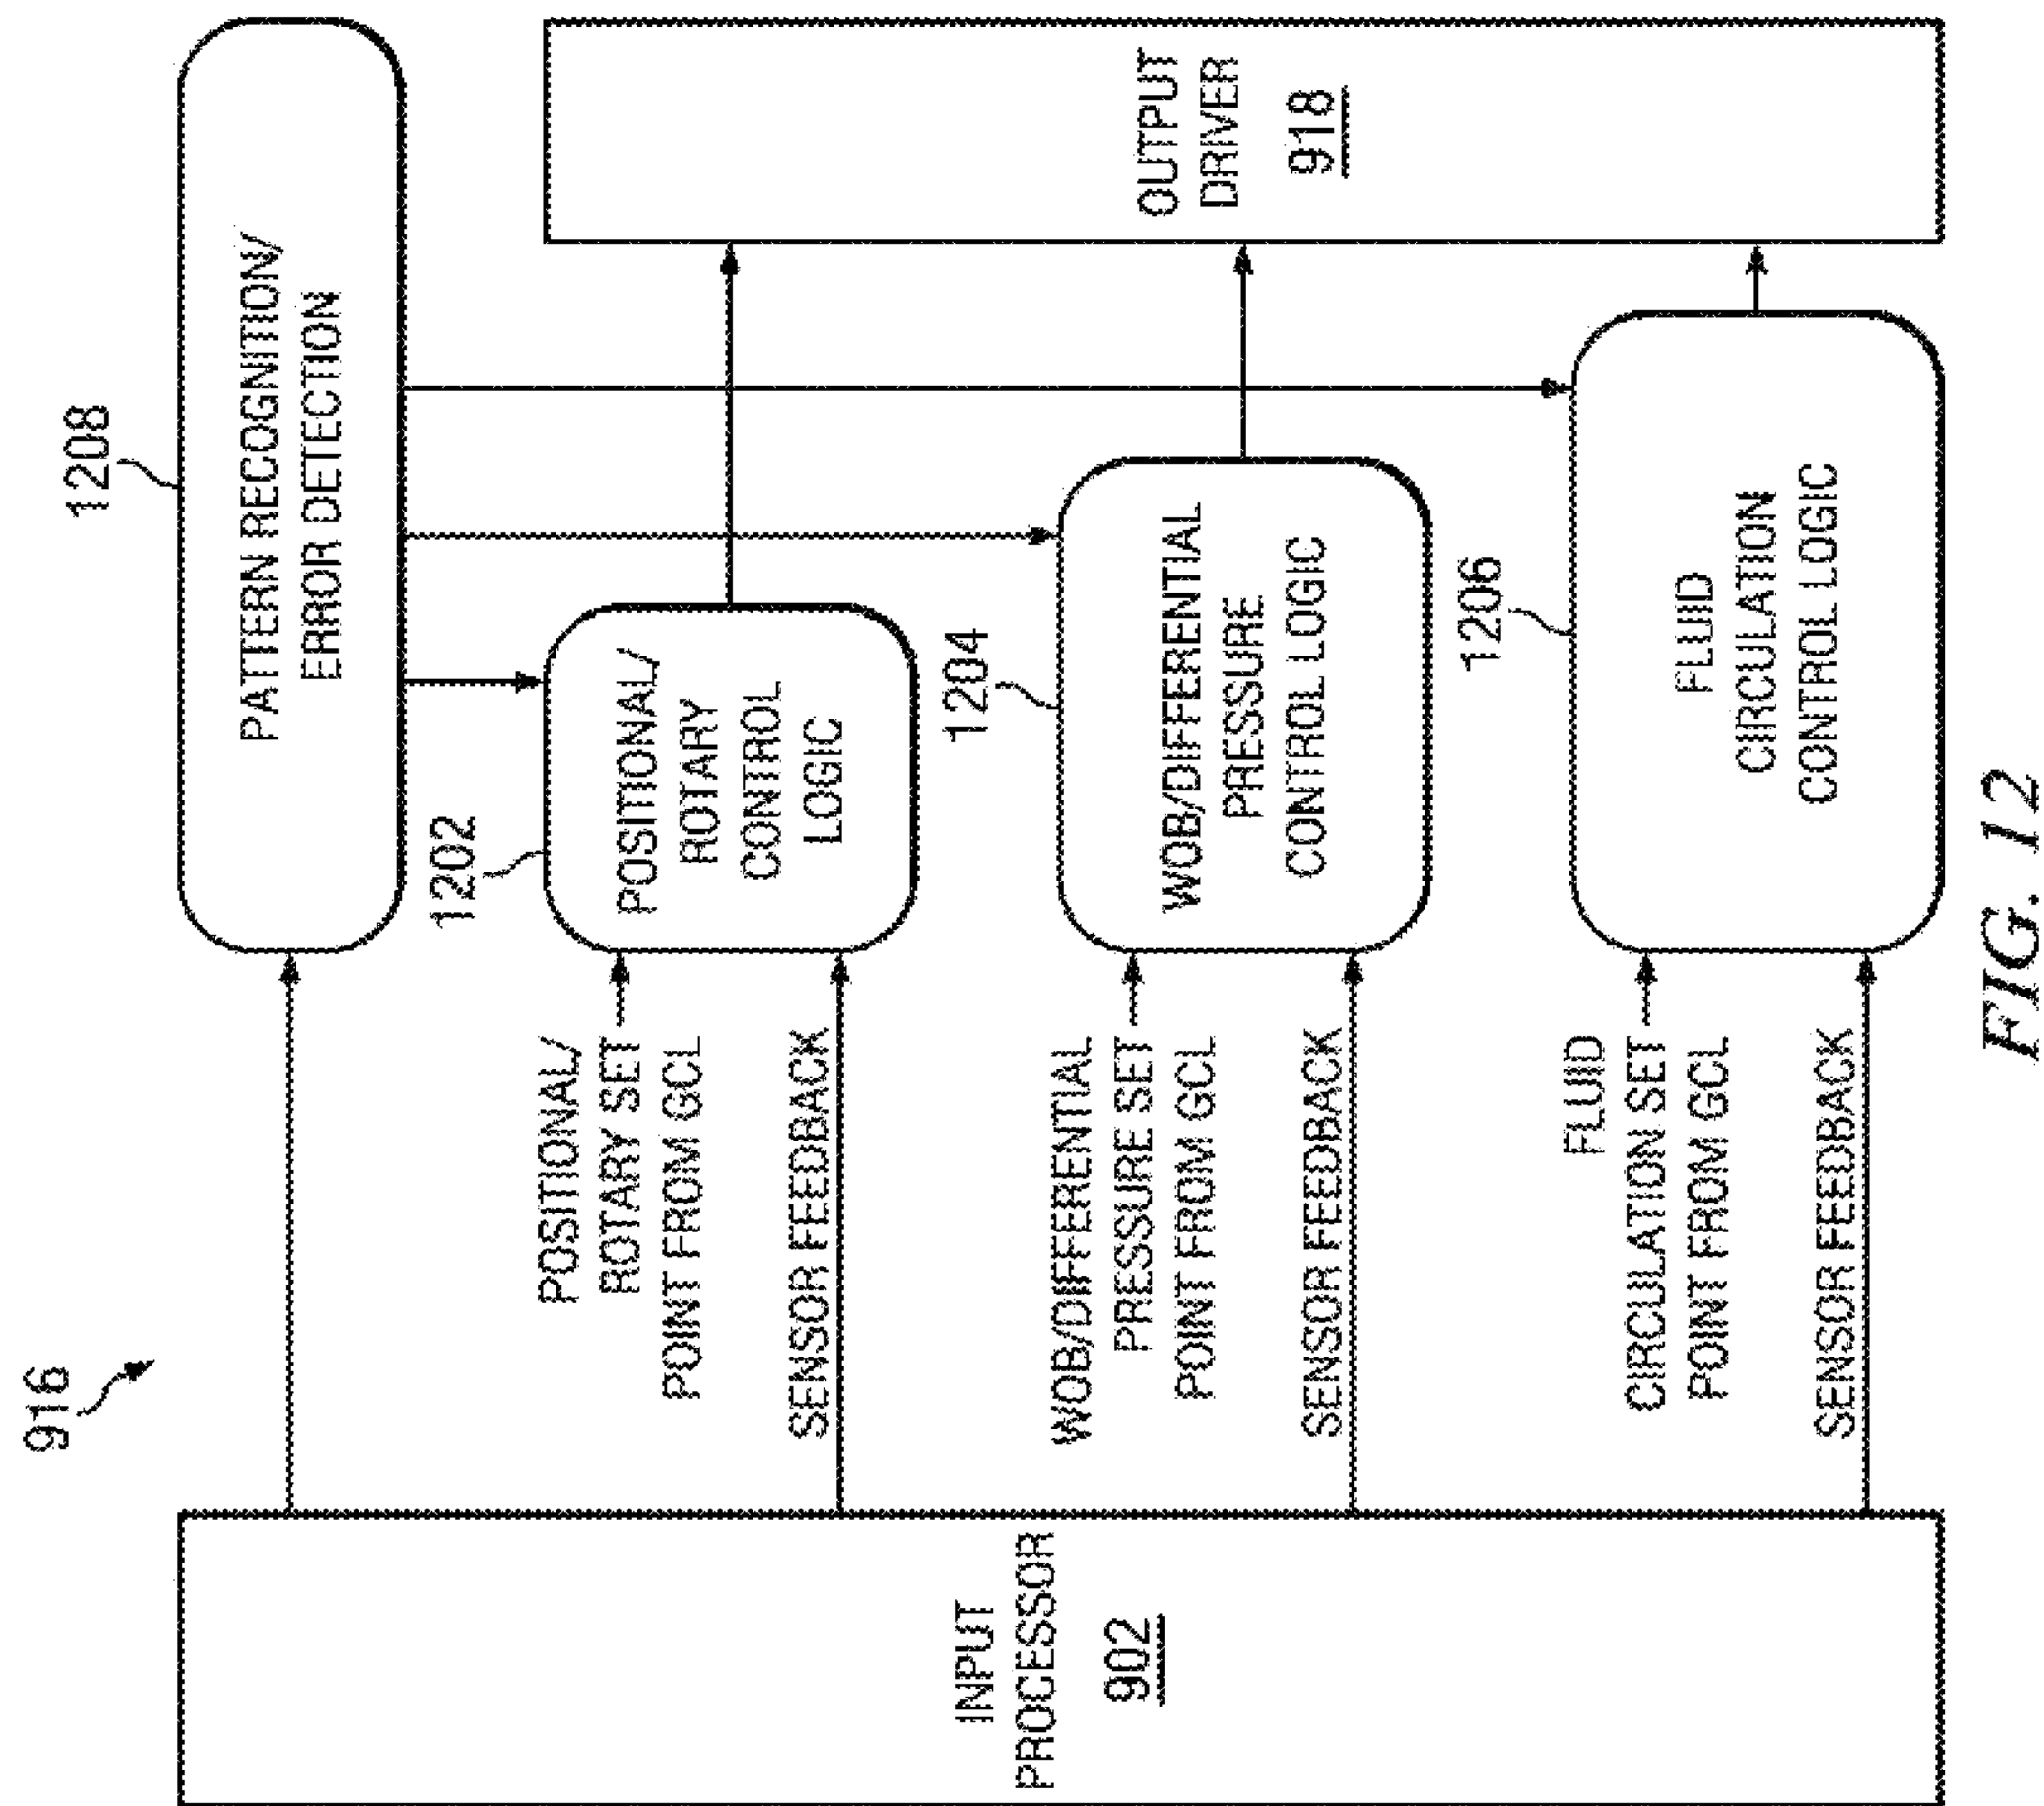 916
INPUT
PROCESSOR
902
1208
PATTERN RECOGNITION/
ERROR DETECTION
POSITIONAL/
ROTARY SET
POINT FROM GCL
SENSOR FEEDBACK
1202
POSITIONAL/
ROTARY
CONTROL
LOGIC
WOB/DIFFERENTIAL
PRESSURE SET
POINT FROM GCL
SENSOR FEEDBACK
1204
WOB/DIFFERENTIAL
PRESSURE
CONTROL LOGIC
FLUID
CIRCULATION SET
POINT FROM GCL
SENSOR FEEDBACK
1206
FLUID
CIRCULATION
CONTROL LOGIC
OUTPUT
DRIVER
918
FIG. 12